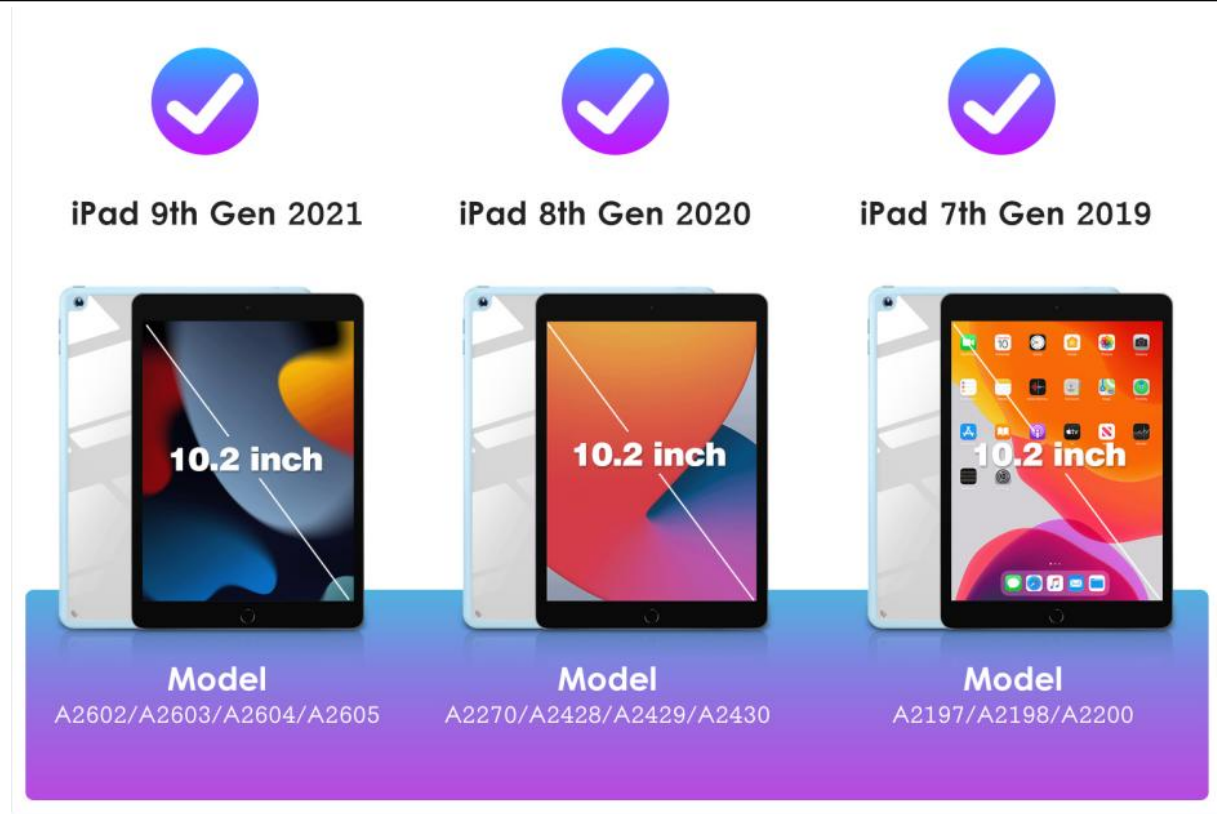 iPad 9th Gen 2021
iPad 8th Gen 2020
iPad 7th Gen 2019
10.2 inch
10.2 inch
10.2 inch
Model
A2602/A2603/A2604/A2605
Model
A2270/A2428/A2429/A2430
Model
A2197/A2198/A2200